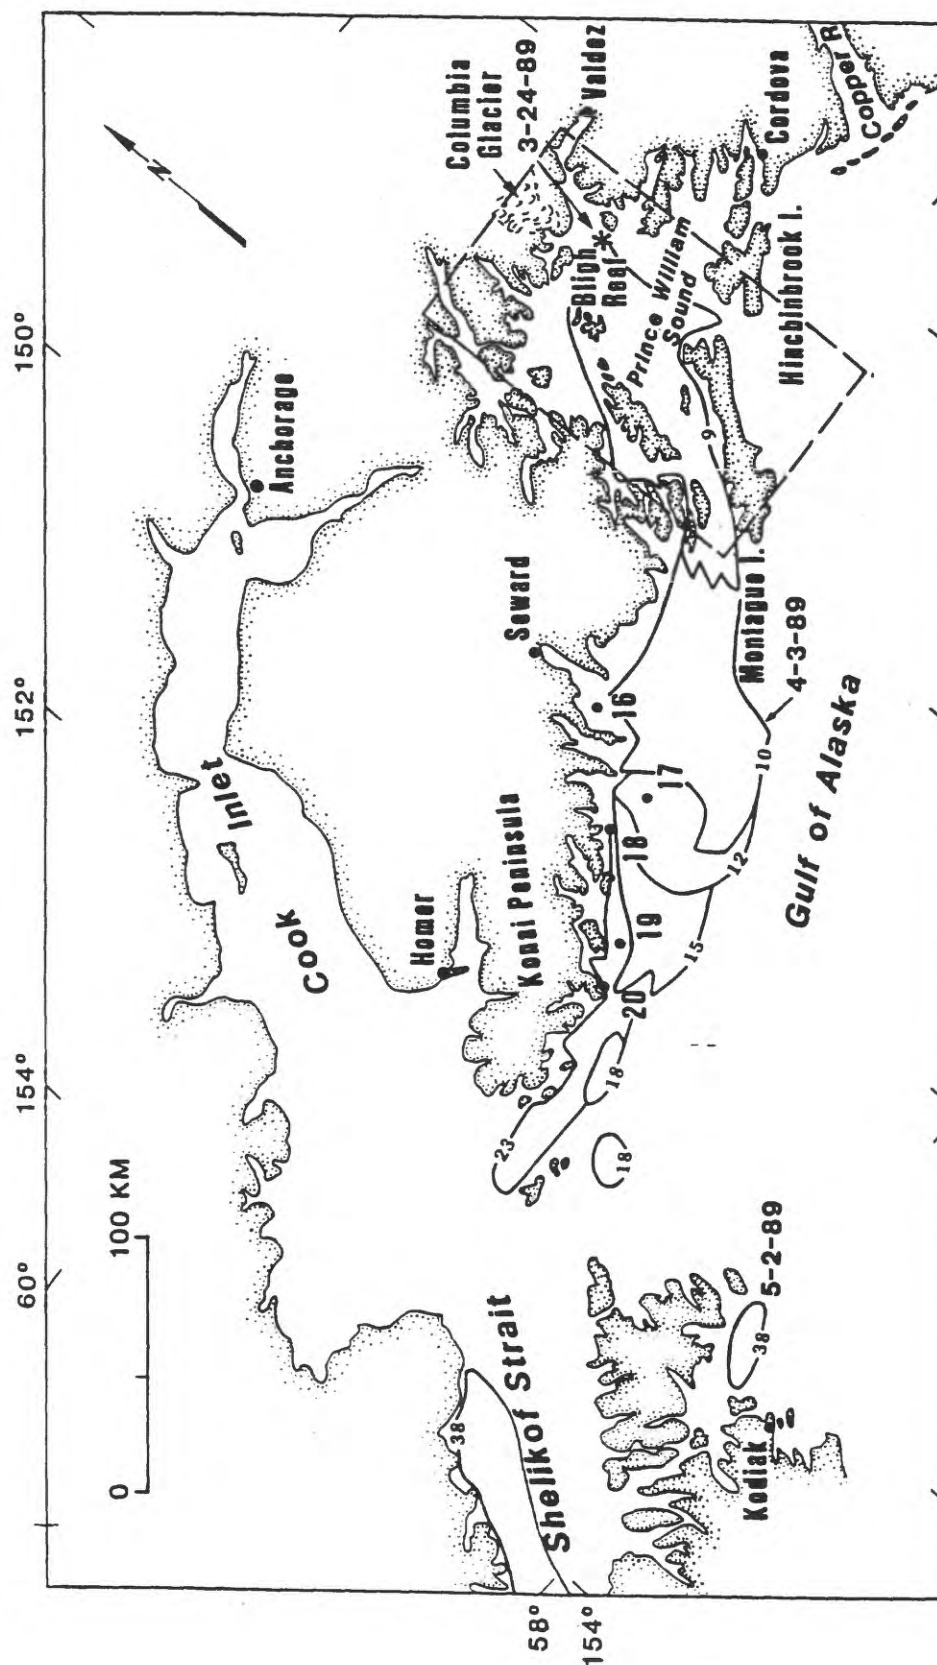 150°
152°
154°
60°
58°
154°
N
0
100 KM
Anchorage
Cook
Inlet
Homer
Seward
Kenai Peninsula
Columbia
Glacier
3-24-89
Valdez
Bligh
Reef
*
Prince William
Sound
Cordova
Copper R
Hinchinbrook I.
Montague I.
4-3-89
Gulf of Alaska
9
10
12
15
16
17
18
19
20
18
18
23
Shelikof Strait
38
38
5-2-89
Kodiak